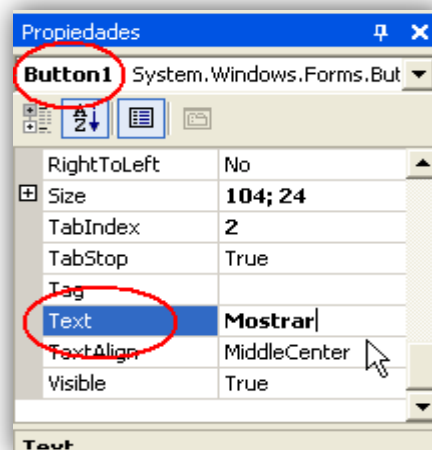 Propiedades
Button1 System.Windows.Forms.But
RightToLeft No
Size 104; 24
TabIndex 2
TabStop True
Tag
Text Mostrar
TextAlign MiddleCenter
Visible True
Text